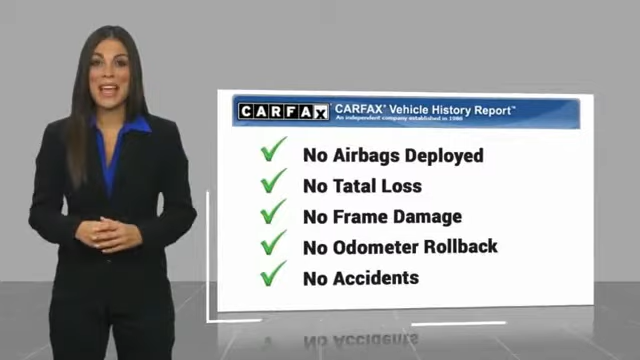 CARFAX CARFAX® Vehicle History Report™
An independent company established in 1986
No Airbags Deployed
No Tatal Loss
No Frame Damage
No Odometer Rollback
No Accidents